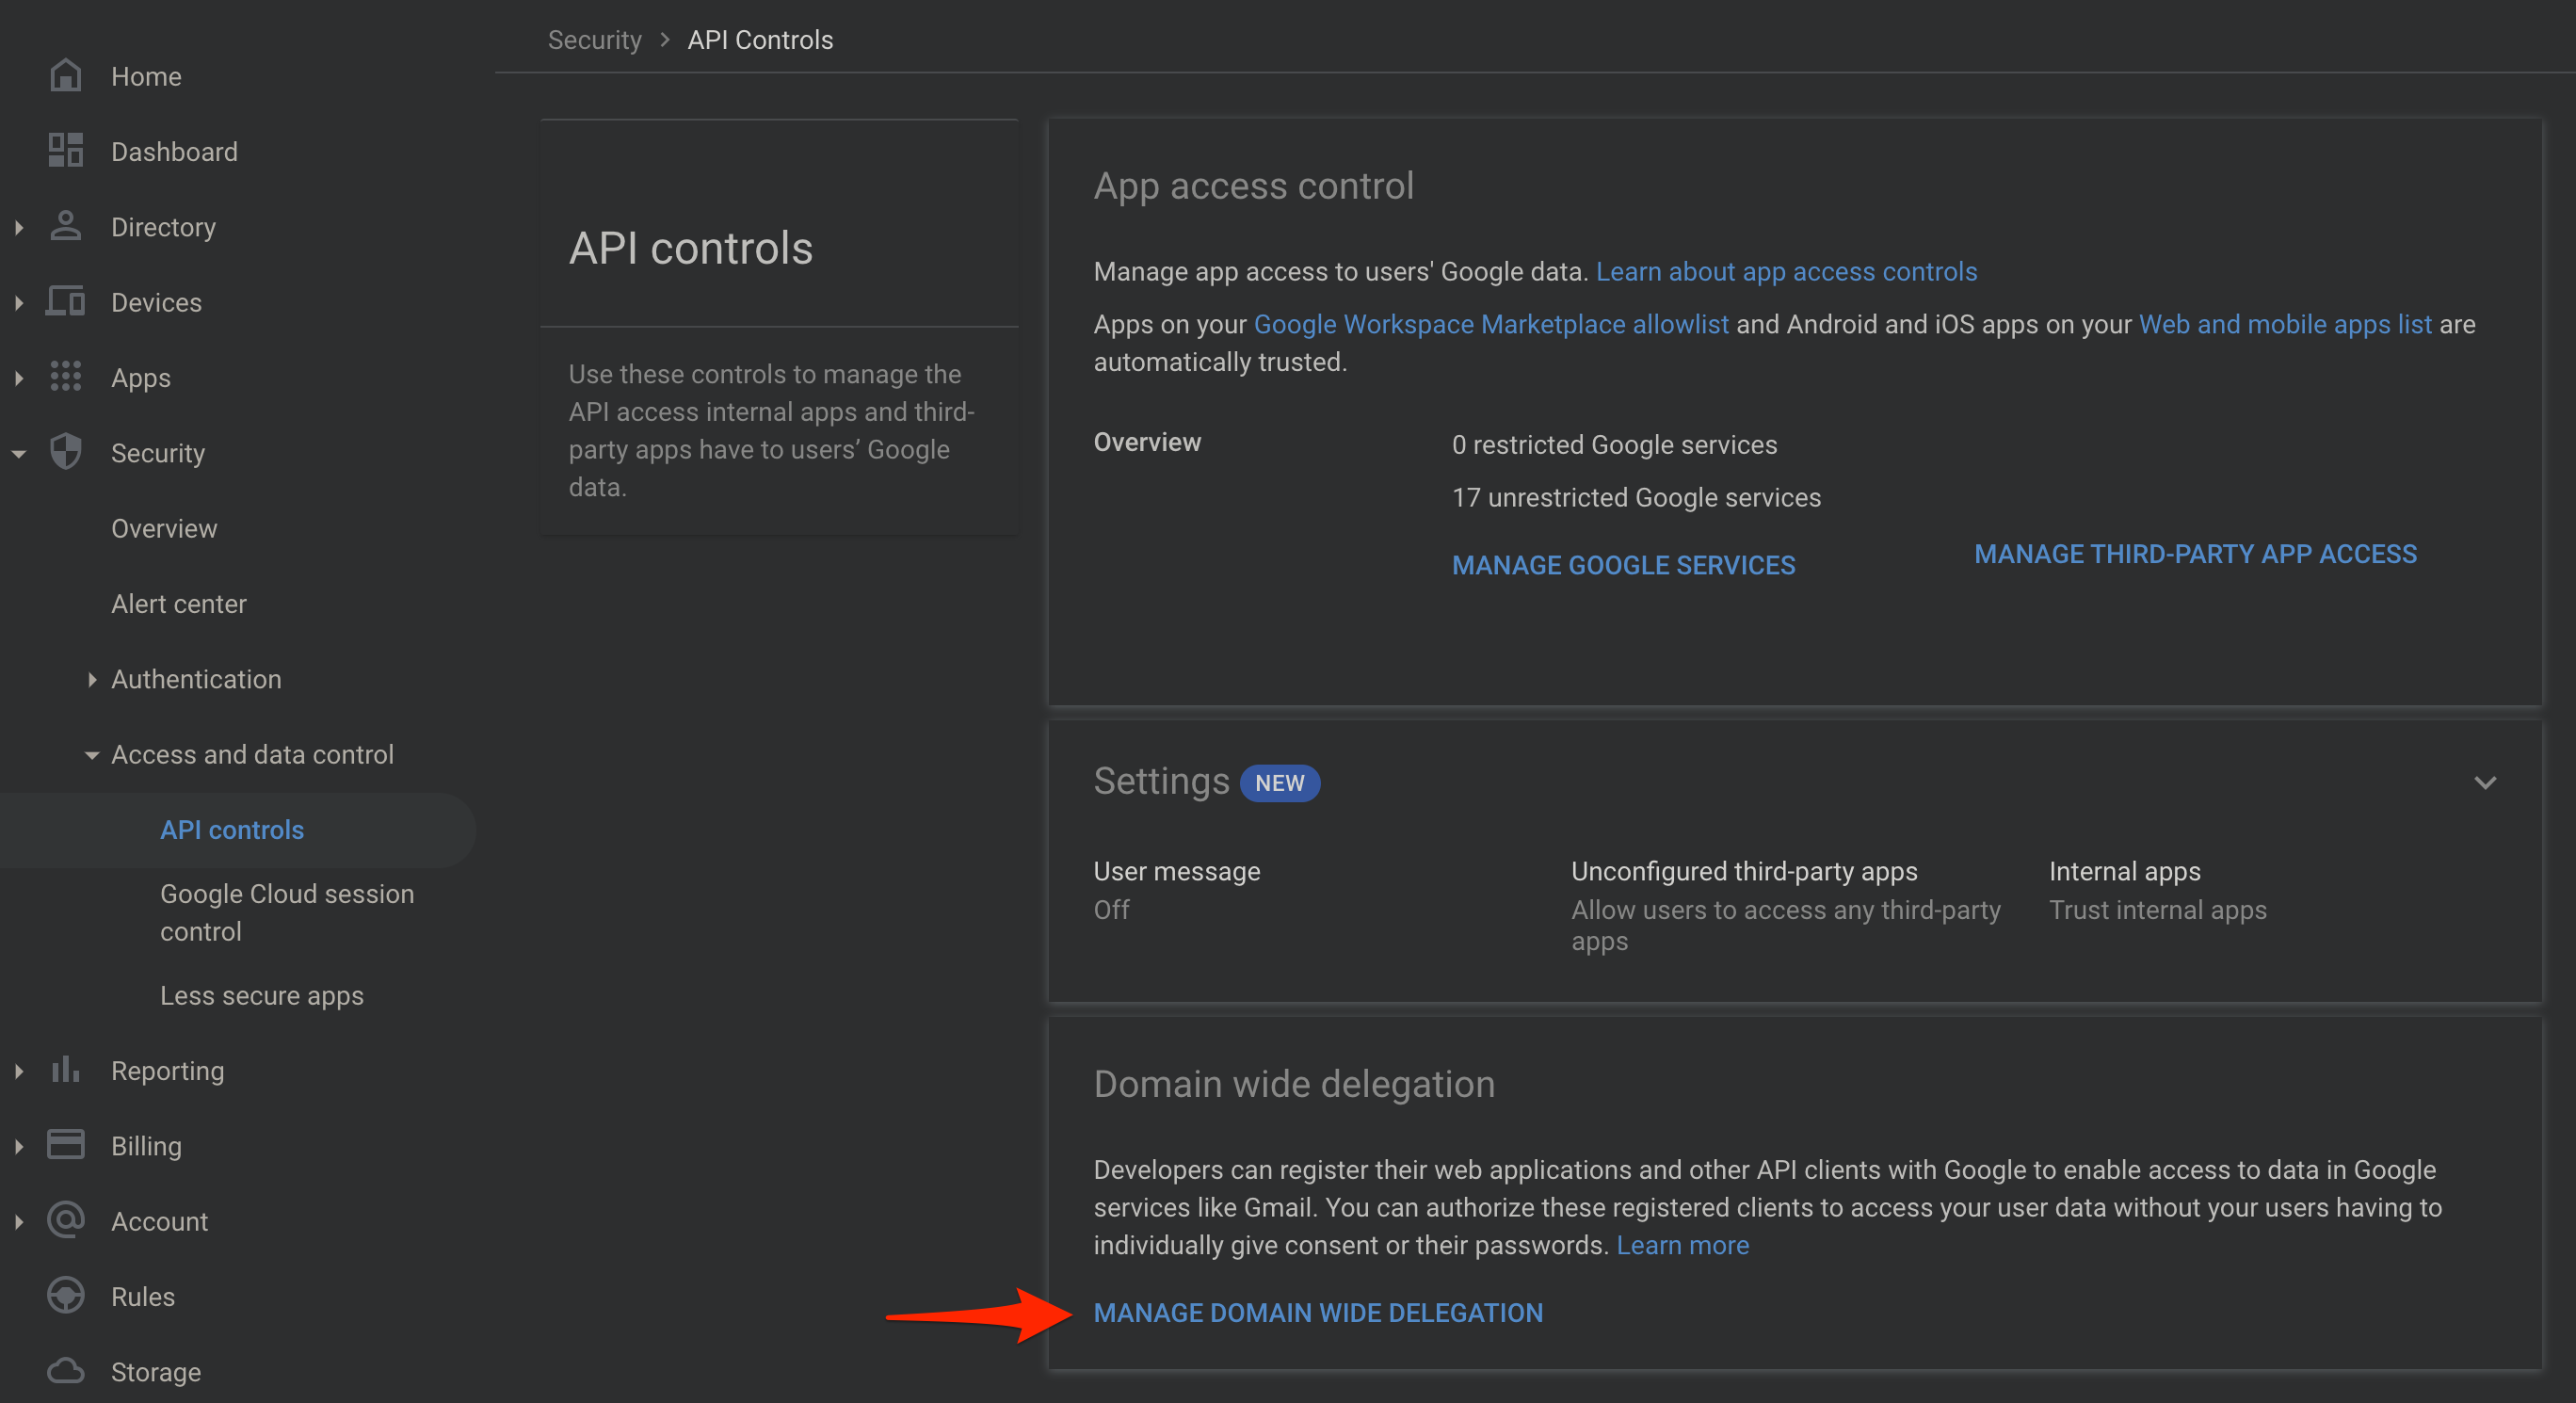 Security > API Controls
Home
Dashboard
Directory
Devices
Apps
Security
Overview
Alert center
Authentication
Access and data control
API controls
Google Cloud session
control
Less secure apps
Reporting
Billing
Account
Rules
Storage
API controls
Use these controls to manage the
API access internal apps and third-
party apps have to users’ Google
data.
App access control
Manage app access to users' Google data. Learn about app access controls
Apps on your Google Workspace Marketplace allowlist and Android and iOS apps on your Web and mobile apps list are
automatically trusted.
Overview
0 restricted Google services
17 unrestricted Google services
MANAGE GOOGLE SERVICES
MANAGE THIRD-PARTY APP ACCESS
Settings NEW
User message
Off
Unconfigured third-party apps
Allow users to access any third-party
apps
Internal apps
Trust internal apps
Domain wide delegation
Developers can register their web applications and other API clients with Google to enable access to data in Google
services like Gmail. You can authorize these registered clients to access your user data without your users having to
individually give consent or their passwords. Learn more
MANAGE DOMAIN WIDE DELEGATION